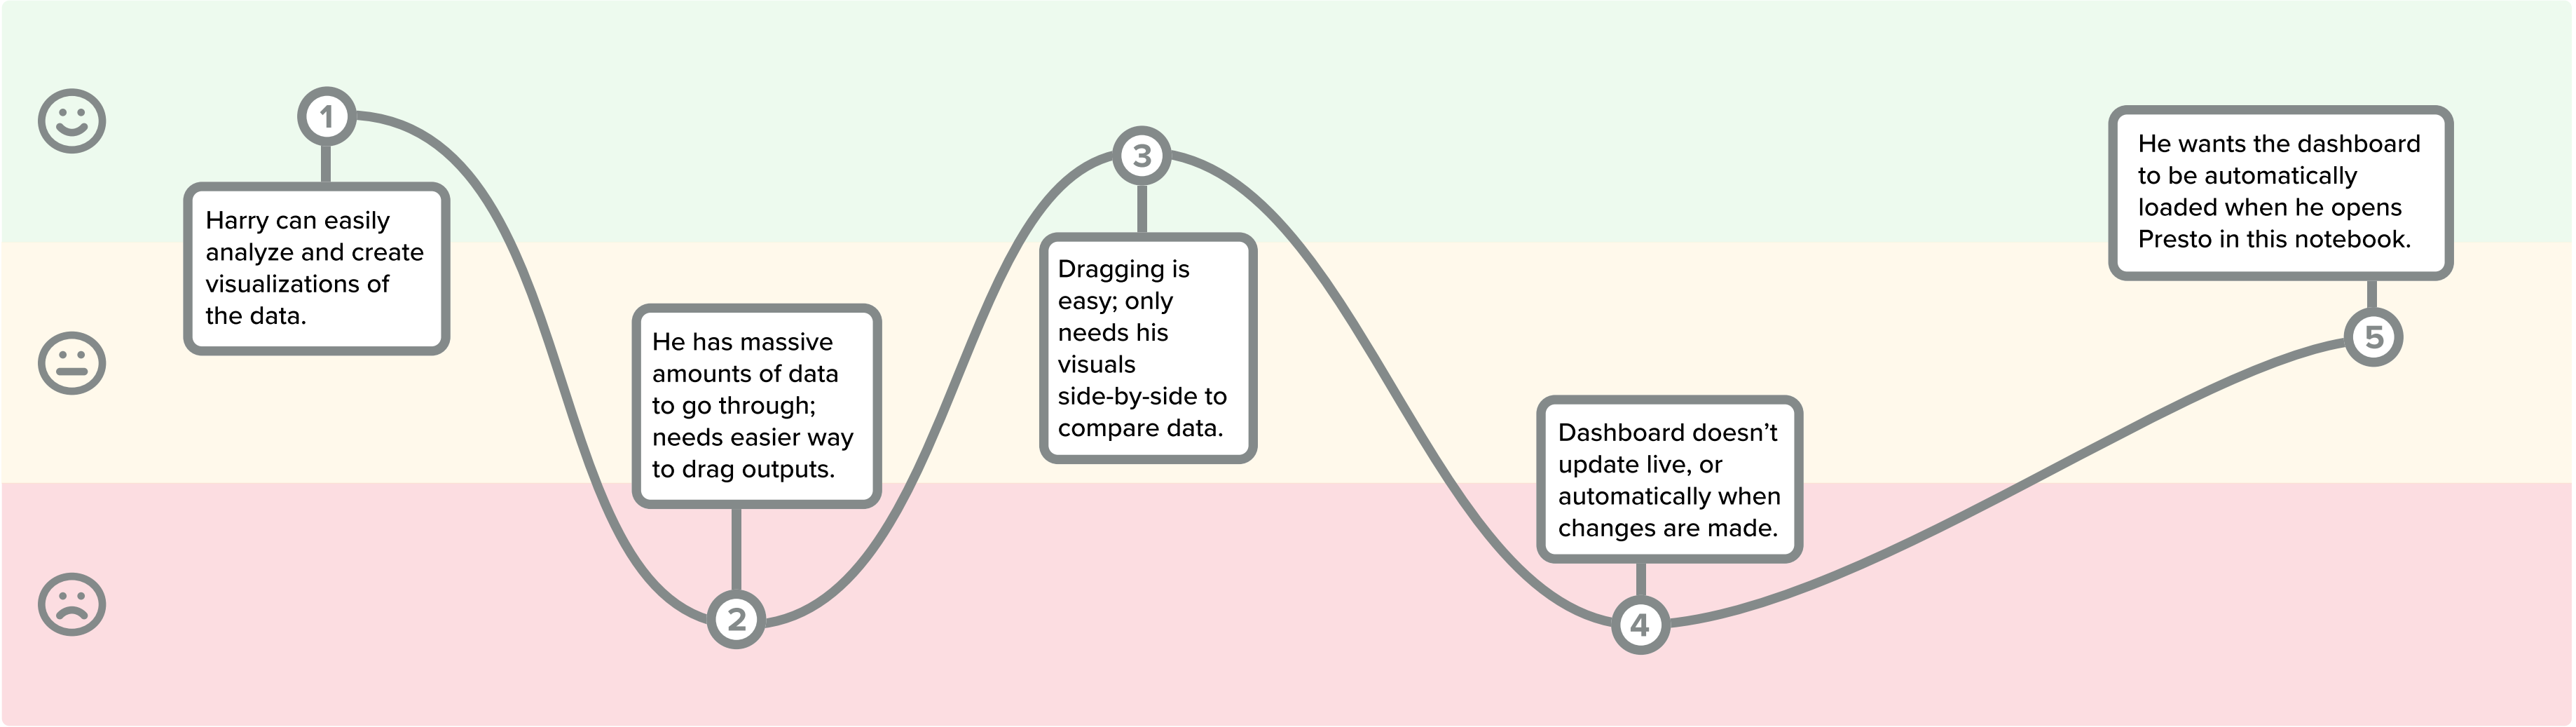 1
Harry can easily
analyze and create
visualizations of
the data.
He has massive
amounts of data
to go through;
needs easier way
to drag outputs.
2
3
Dragging is
easy; only
needs his
visuals
side-by-side to
compare data.
Dashboard doesn’t
update live, or
automatically when
changes are made.
4
He wants the dashboard
to be automatically
loaded when he opens
Presto in this notebook.
5